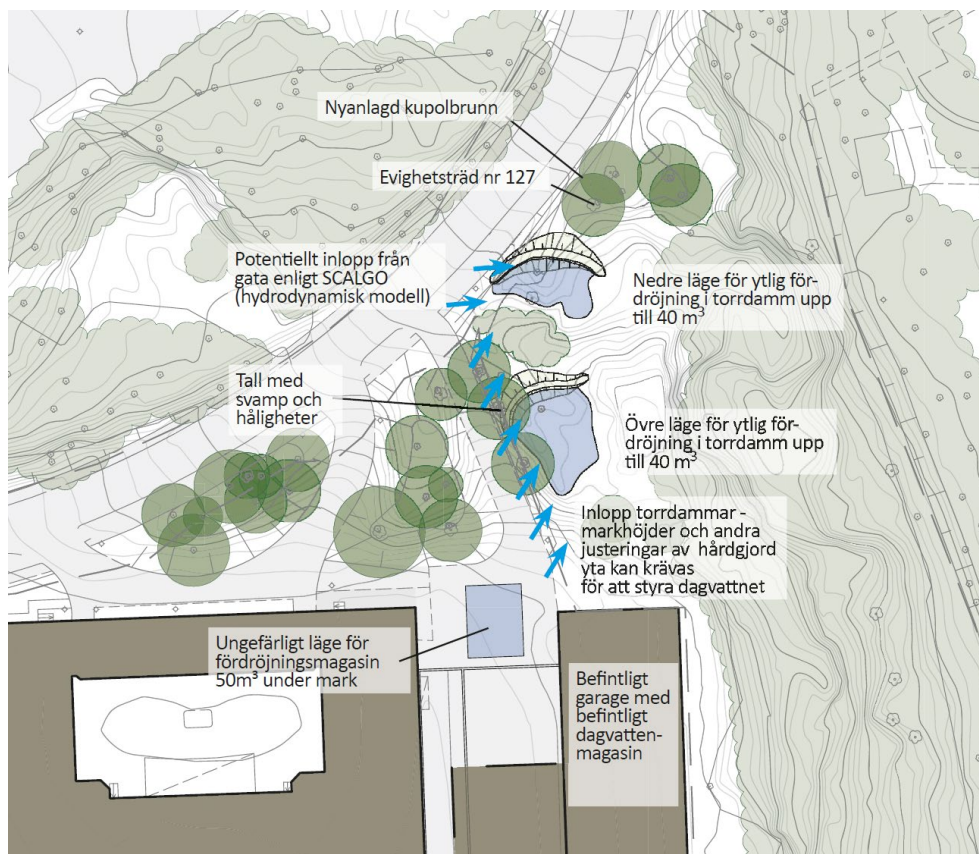 Nyanlagd kupolbrunn
Evighetsträd nr 127
Potentiellt inlopp från
gata enligt SCALGO
(hydrodynamisk modell)
Nedre läge för ytlig för-
dröjning i torrdamm upp
till 40 m³
Tall med
svamp och
håligheter
Övre läge för ytlig för-
dröjning i torrdamm upp
till 40 m³
Inlopp torrdammar -
markhöjder och andra
justeringar av hårdgjord
yta kan krävas
för att styra dagvattnet
Ungefärligt läge för
fördröjningsmagasin
50m³ under mark
Befintligt
garage med
befintligt
dagvatten-
magasin